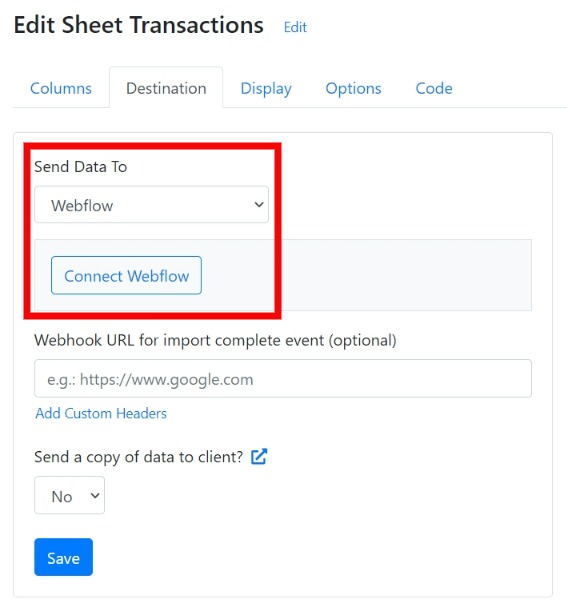 Edit Sheet Transactions Edit
Columns Destination Display Options Code
Send Data To
Webflow
Connect Webflow
Webhook URL for import complete event (optional)
e.g.: https://www.google.com
Add Custom Headers
Send a copy of data to client?
No
Save